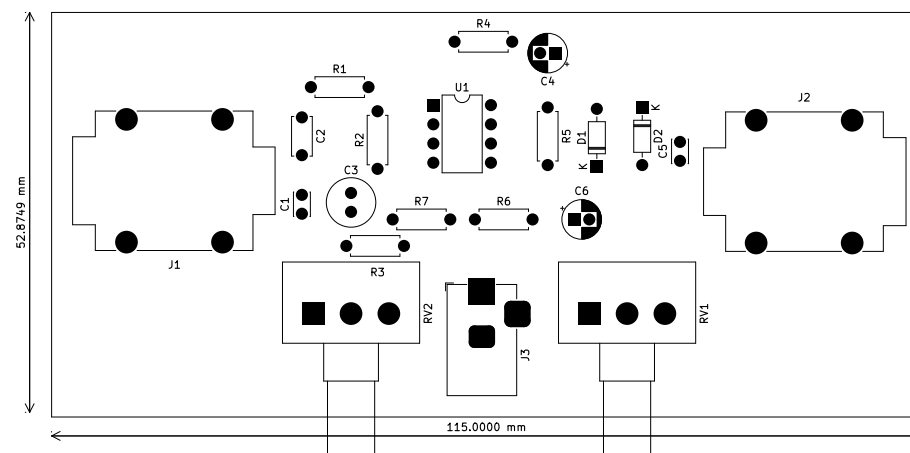 R4
C4
R1
U1
J2
K
C2
R2
R5
D1
D2
C5
K
C3
C1
C6
R7
R6
52.8749 mm
J1
R3
RV2
RV1
J3
115.0000 mm